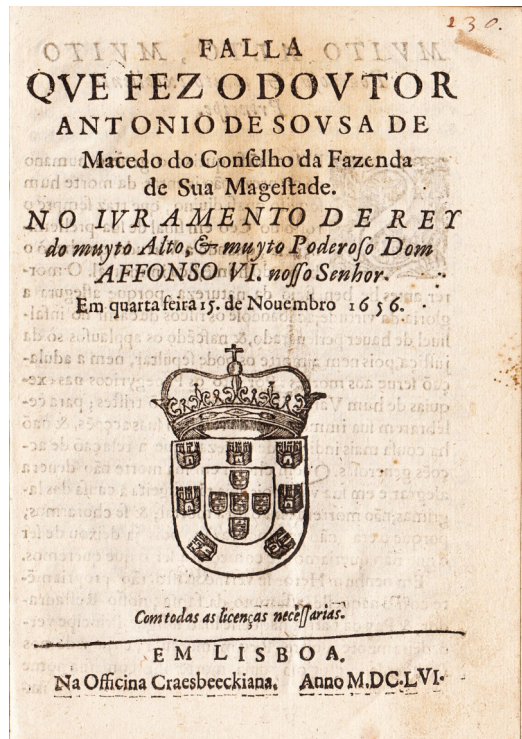 130.
FALLA
QVE FEZ O DOVTOR
ANTONIO DE SOVSA DE
Macedo do Conſelho da Fazenda
de Sua Mageſtade.
NO IVRAMENTO DE REY
do muyto Alto, & muyto Poderoſo Dom
AFFONSO VI. noſſo Senhor.
Em quarta feira 15. de Nouembro 1656.
Com todas as licenças neceſſarias.
EM LISBOA.
Na Officina Craesbeeckiana. Anno M.DC.LVI.